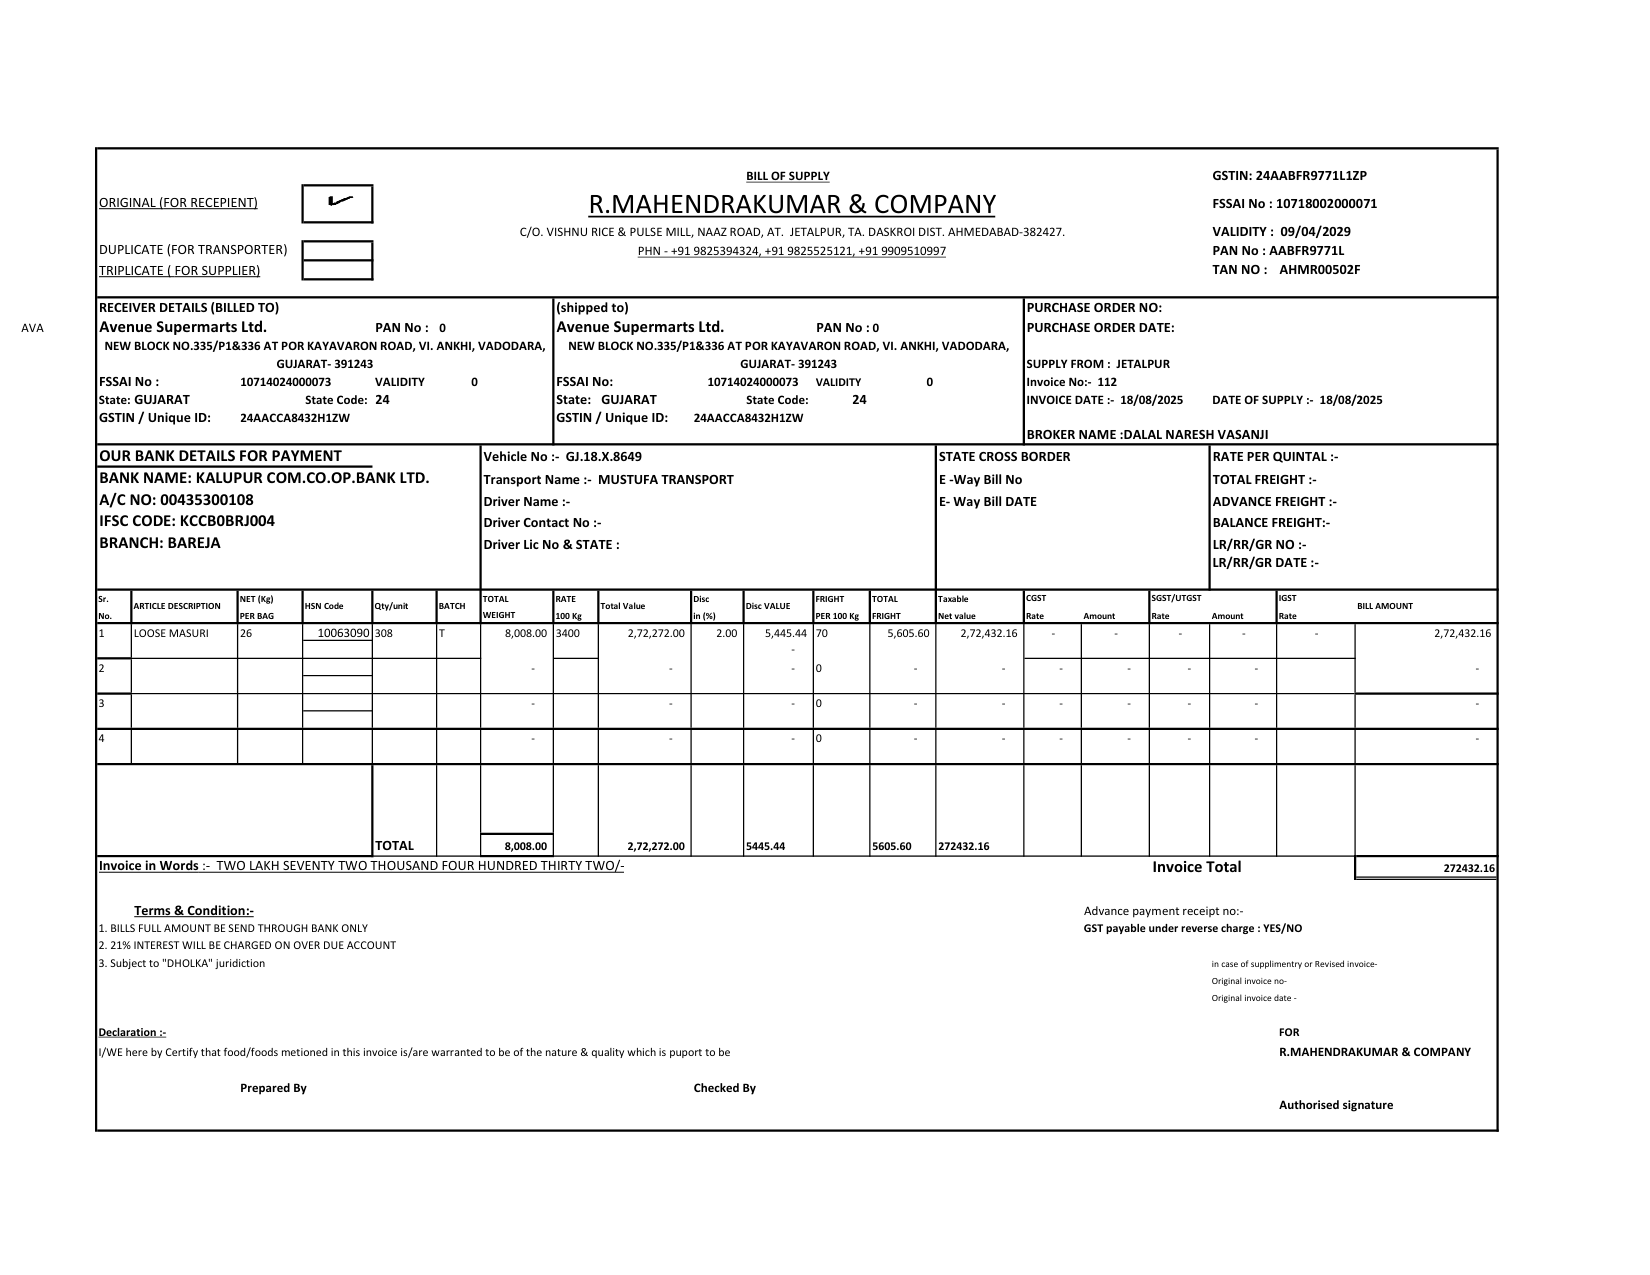 BILL OF SUPPLY
GSTIN: 24AABFR9771L1ZP
ORIGINAL (FOR RECEPIENT)
R.MAHENDRAKUMAR & COMPANY
FSSAI No : 10718002000071
C/O. VISHNU RICE & PULSE MILL, NAAZ ROAD, AT. JETALPUR, TA. DASKROI DIST. AHMEDABAD-382427.
VALIDITY : 09/04/2029
DUPLICATE (FOR TRANSPORTER)
PHN - +91 9825394324, +91 9825525121, +91 9909510997
PAN No : AABFR9771L
TRIPLICATE ( FOR SUPPLIER)
TAN NO : AHMR00502F
AVA
RECEIVER DETAILS (BILLED TO)
Avenue Supermarts Ltd. PAN No : 0
NEW BLOCK NO.335/P1&336 AT POR KAYAVARON ROAD, VI. ANKHI, VADODARA,
GUJARAT- 391243
FSSAI No : 10714024000073 VALIDITY 0
State: GUJARAT State Code: 24
GSTIN / Unique ID: 24AACCA8432H1ZW
(shipped to)
Avenue Supermarts Ltd. PAN No : 0
NEW BLOCK NO.335/P1&336 AT POR KAYAVARON ROAD, VI. ANKHI, VADODARA,
GUJARAT- 391243
FSSAI No: 10714024000073 VALIDITY 0
State: GUJARAT State Code: 24
GSTIN / Unique ID: 24AACCA8432H1ZW
PURCHASE ORDER NO:
PURCHASE ORDER DATE:
SUPPLY FROM : JETALPUR
Invoice No:- 112
INVOICE DATE :- 18/08/2025 DATE OF SUPPLY :- 18/08/2025
BROKER NAME :DALAL NARESH VASANJI
OUR BANK DETAILS FOR PAYMENT
BANK NAME: KALUPUR COM.CO.OP.BANK LTD.
A/C NO: 00435300108
IFSC CODE: KCCB0BRJ004
BRANCH: BAREJA
Vehicle No :- GJ.18.X.8649
Transport Name :- MUSTUFA TRANSPORT
Driver Name :-
Driver Contact No :-
Driver Lic No & STATE :
STATE CROSS BORDER
E -Way Bill No
E- Way Bill DATE
RATE PER QUINTAL :-
TOTAL FREIGHT :-
ADVANCE FREIGHT :-
BALANCE FREIGHT:-
LR/RR/GR NO :-
LR/RR/GR DATE :-
Sr. No. ARTICLE DESCRIPTION NET (Kg) PER BAG HSN Code Qty/unit BATCH TOTAL WEIGHT RATE 100 Kg Total Value Disc in (%) Disc VALUE FRIGHT PER 100 Kg TOTAL FRIGHT Taxable Net value CGST Rate Amount SGST/UTGST Rate Amount IGST Rate BILL AMOUNT
1 LOOSE MASURI 26 10063090 308 T 8,008.00 3400 2,72,272.00 2.00 5,445.44 70 5,605.60 2,72,432.16 - - - - - 2,72,432.16
-
2 - - - 0 - - - - - - -
3 - - - 0 - - - - - - -
4 - - - 0 - - - - - - -
TOTAL 8,008.00 2,72,272.00 5445.44 5605.60 272432.16
Invoice in Words :- TWO LAKH SEVENTY TWO THOUSAND FOUR HUNDRED THIRTY TWO/-
Invoice Total 272432.16
Terms & Condition:-
1. BILLS FULL AMOUNT BE SEND THROUGH BANK ONLY
2. 21% INTEREST WILL BE CHARGED ON OVER DUE ACCOUNT
3. Subject to "DHOLKA" juridiction
Advance payment receipt no:-
GST payable under reverse charge : YES/NO
in case of supplimentry or Revised invoice-
Original invoice no-
Original invoice date -
Declaration :-
I/WE here by Certify that food/foods metioned in this invoice is/are warranted to be of the nature & quality which is puport to be
FOR
R.MAHENDRAKUMAR & COMPANY
Prepared By
Checked By
Authorised signature